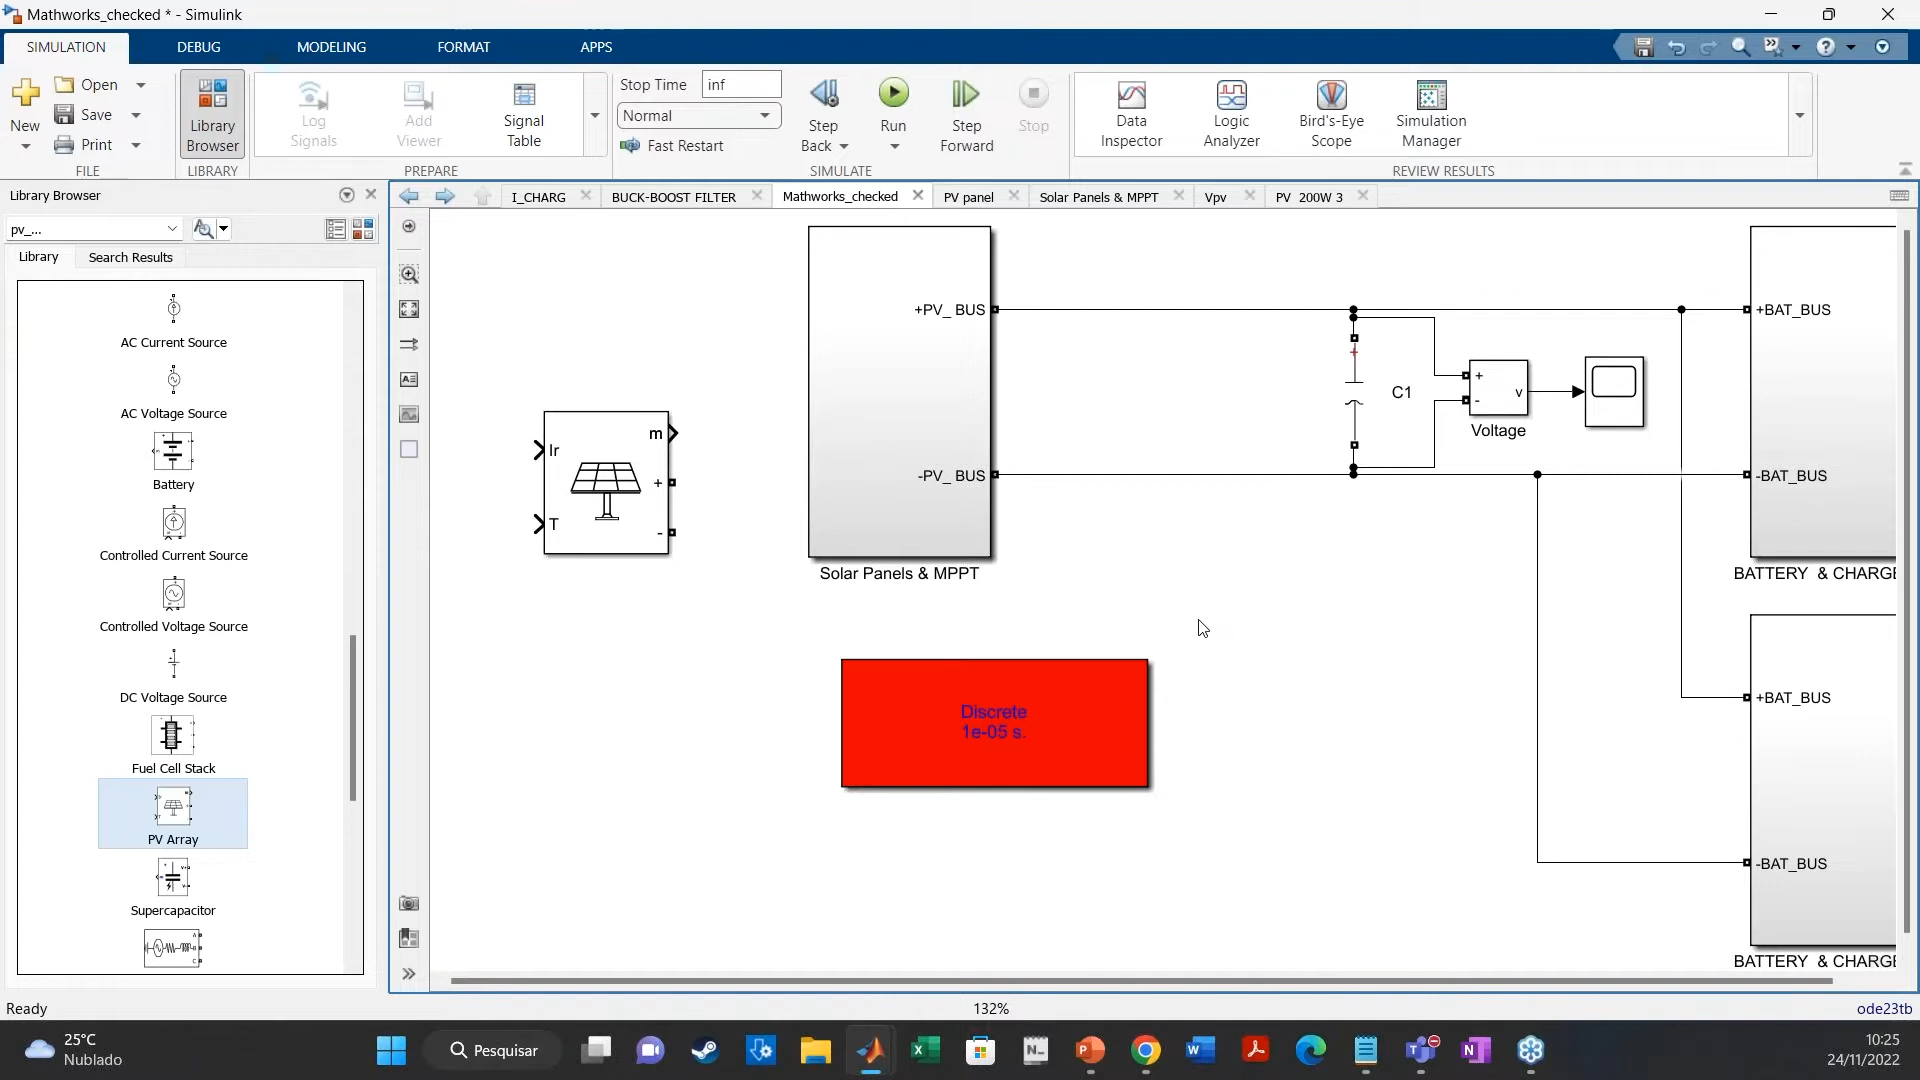 Mathworks_checked * - Simulink
SIMULATION
DEBUG
MODELING
FORMAT
APPS
New
Open
Save
Print
FILE
Library
Browser
LIBRARY
Log
Signals
Add
Viewer
Signal
Table
PREPARE
Stop Time
inf
Normal
Fast Restart
Step
Back
Run
Step
Forward
Stop
SIMULATE
Data
Inspector
Logic
Analyzer
Bird's-Eye
Scope
Simulation
Manager
REVIEW RESULTS
Library Browser
pv_...
Library
Search Results
AC Current Source
AC Voltage Source
Battery
Controlled Current Source
Controlled Voltage Source
DC Voltage Source
Fuel Cell Stack
PV Array
Supercapacitor
I_CHARG
BUCK-BOOST FILTER
Mathworks_checked
PV panel
Solar Panels & MPPT
Vpv
PV 200W 3
Ir
T
m
+
-
+PV_ BUS
-PV_ BUS
Solar Panels & MPPT
+
C1
+
-
v
Voltage
+BAT_BUS
-BAT_BUS
BATTERY & CHARGE
+BAT_BUS
-BAT_BUS
BATTERY & CHARGE
Discrete
1e-05 s.
Ready
132%
ode23tb
25°C
Nublado
Pesquisar
10:25
24/11/2022